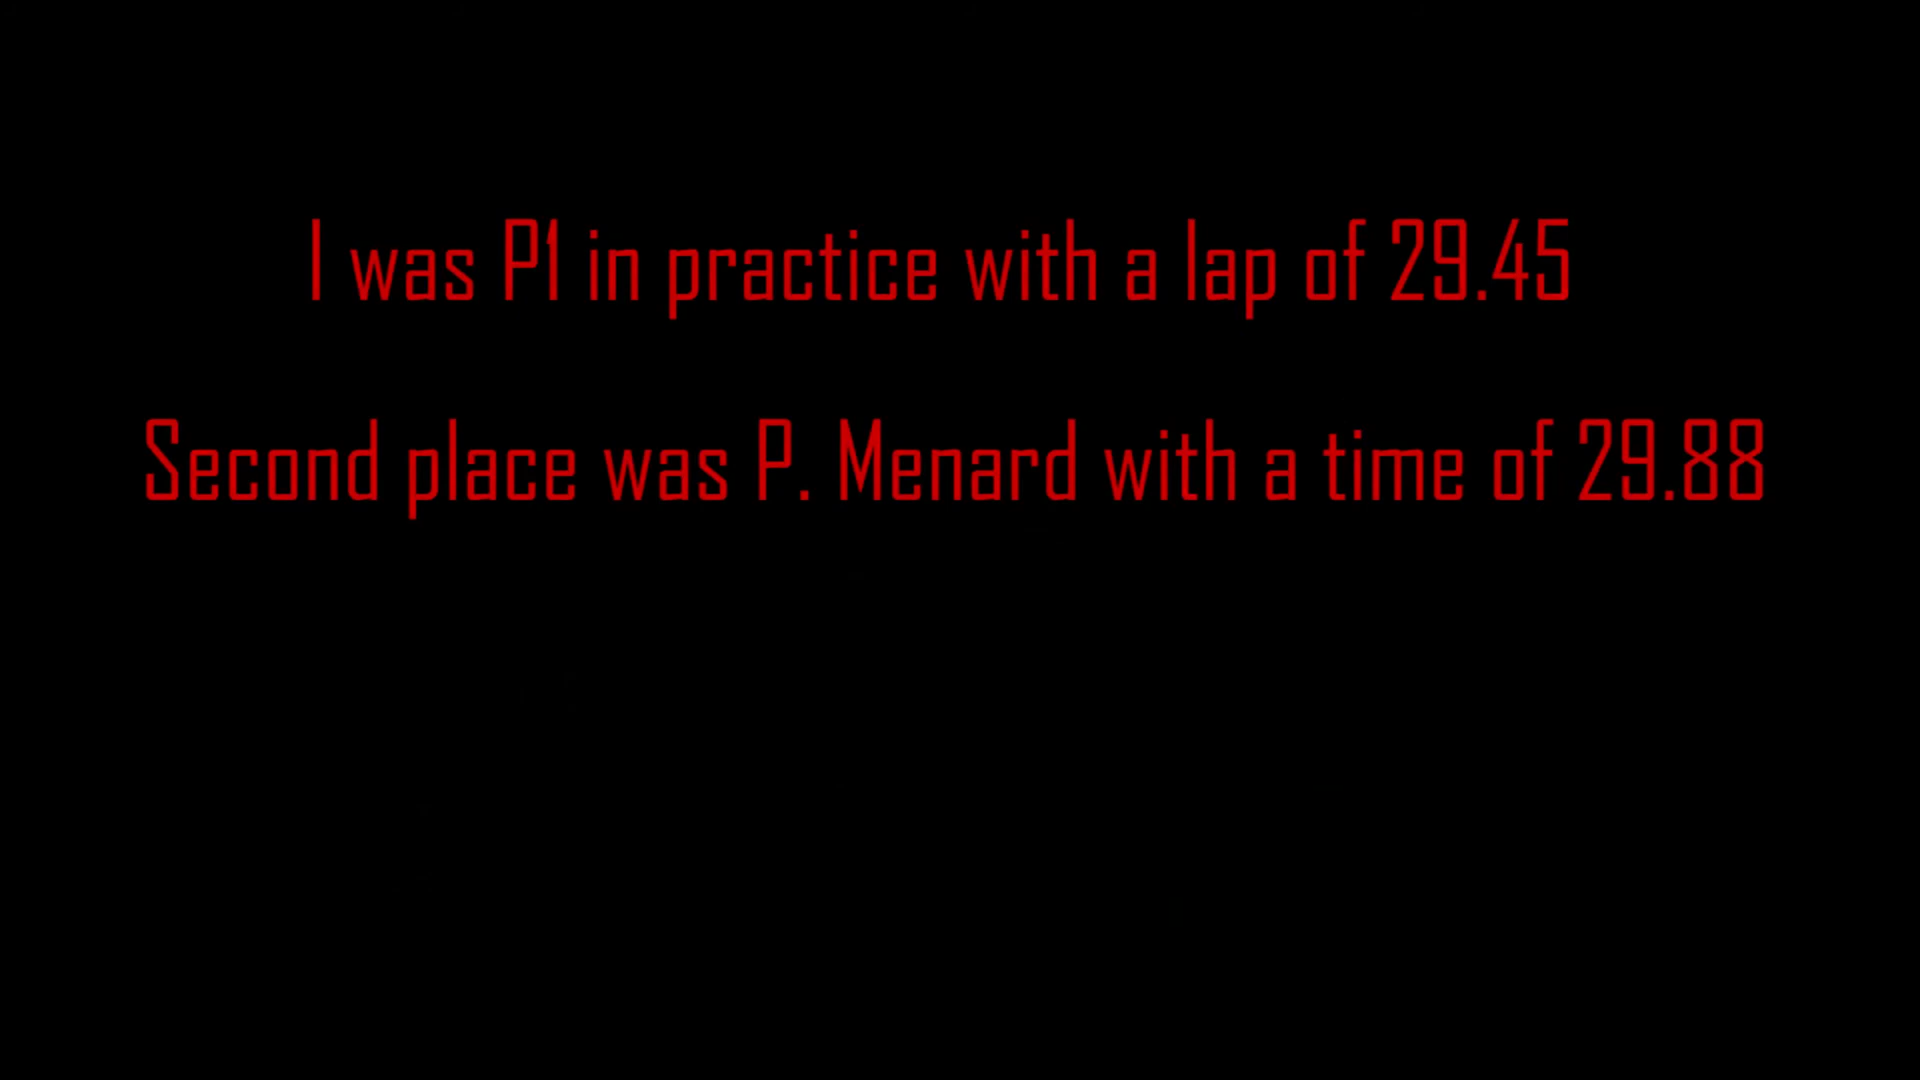 I was P1 in practice with a lap of 29.45
Second place was P. Menard with a time of 29.88